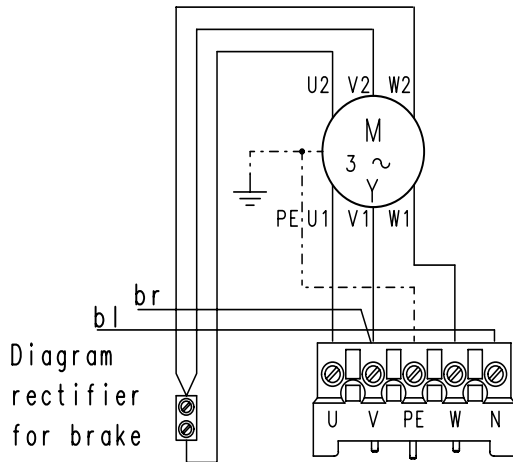 U2 V2 W2
M
3 ~
Y
PE U1 V1 W1
br
bl
Diagram
rectifier
for brake
U V PE W N